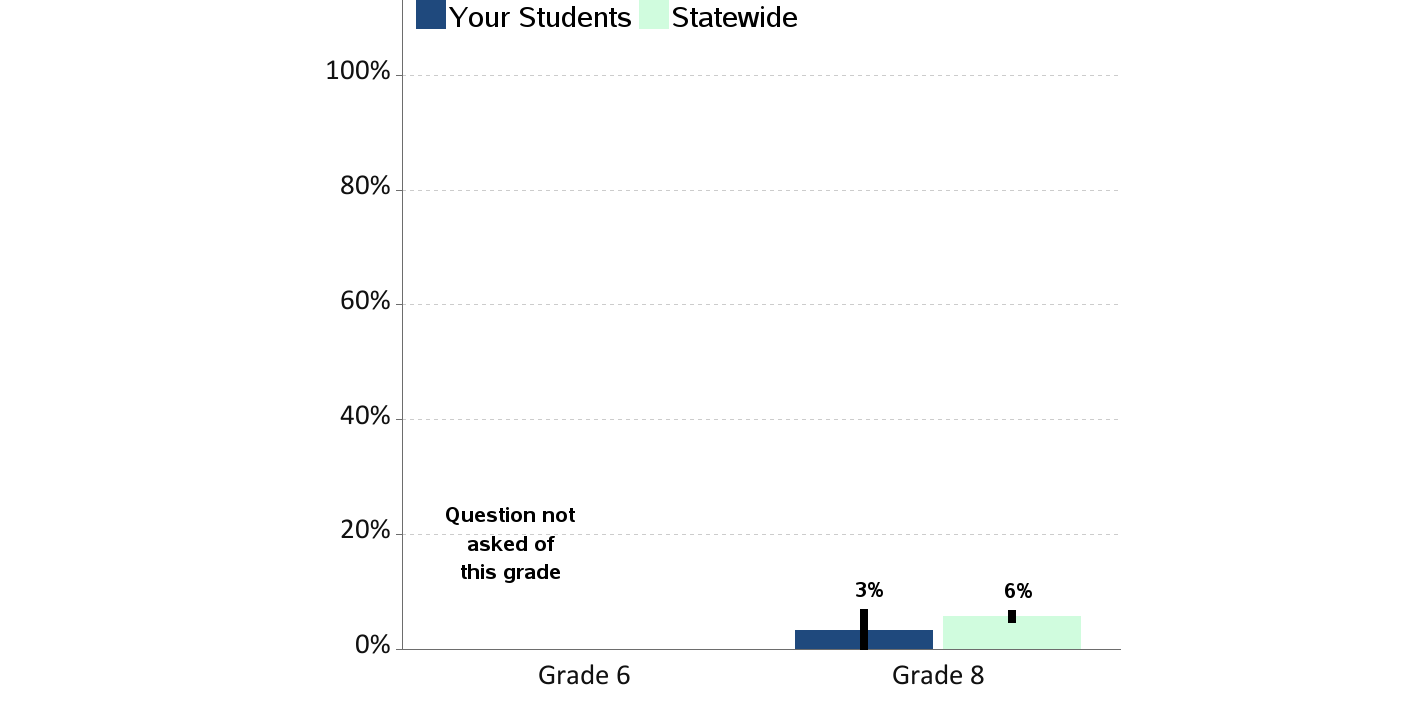 Your Students Statewide
100%
80%
60%
40%
20%
0%
Question not
asked of
this grade
3%
6%
Grade 6
Grade 8